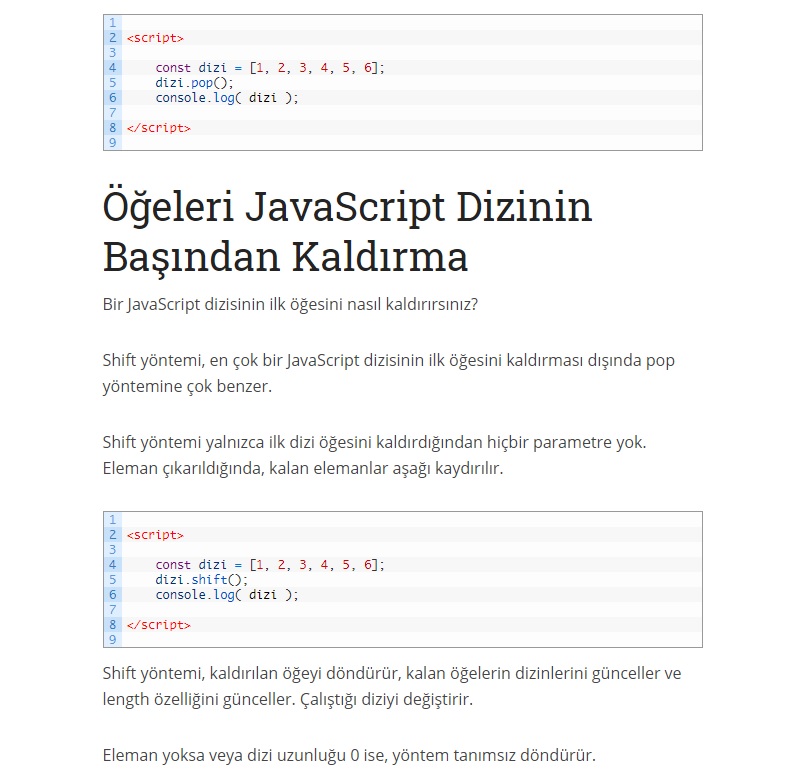 1
2 <script>
3
4 const dizi = [1, 2, 3, 4, 5, 6];
5 dizi.pop();
6 console.log( dizi );
7
8 </script>
9
Öğeleri JavaScript Dizinin
Başından Kaldırma
Bir JavaScript dizisinin ilk öğesini nasıl kaldırırsınız?
Shift yöntemi, en çok bir JavaScript dizisinin ilk öğesini kaldırması dışında pop
yöntemine çok benzer.
Shift yöntemi yalnızca ilk dizi öğesini kaldırdığından hiçbir parametre yok.
Eleman çıkarıldığında, kalan elemanlar aşağı kaydırılır.
1
2 <script>
3
4 const dizi = [1, 2, 3, 4, 5, 6];
5 dizi.shift();
6 console.log( dizi );
7
8 </script>
9
Shift yöntemi, kaldırılan öğeyi döndürür, kalan öğelerin dizinlerini günceller ve
length özelliğini günceller. Çalıştığı diziyi değiştirir.
Eleman yoksa veya dizi uzunluğu 0 ise, yöntem tanımsız döndürür.